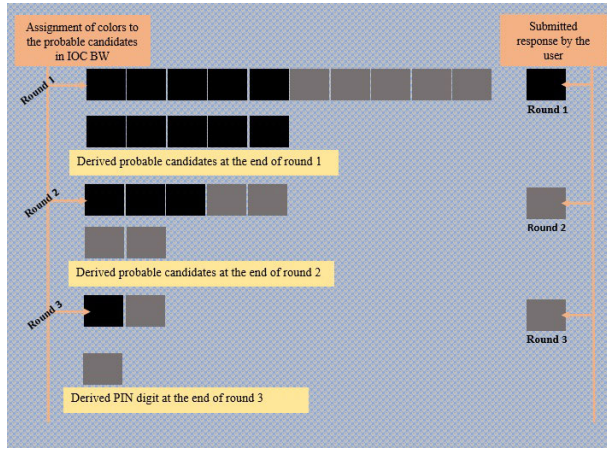 Assignment of colors to
the probable candidates
in IOC BW
Submitted
response by the
user
Round 1
Round 1
Derived probable candidates at the end of round 1
Round 2
Round 2
Derived probable candidates at the end of round 2
Round 3
Round 3
Derived PIN digit at the end of round 3